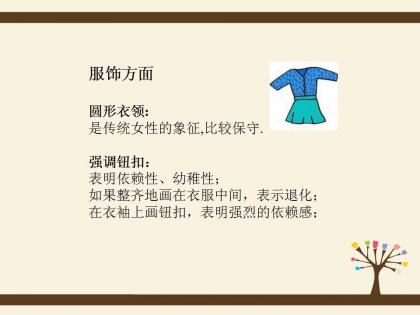 服饰方面
圆形衣领：
是传统女性的象征,比较保守.
强调钮扣：
表明依赖性、幼稚性；
如果整齐地画在衣服中间，表示退化；
在衣袖上画钮扣，表明强烈的依赖感；